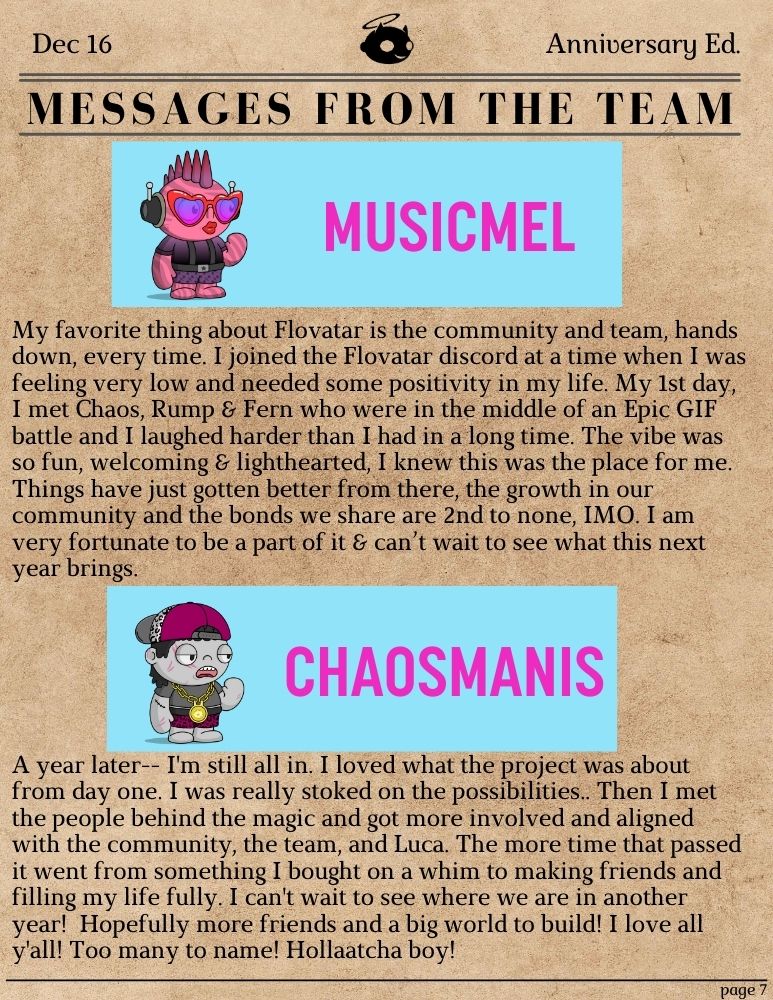 Dec 16
Anniversary Ed.
MESSAGES FROM THE TEAM
MUSICMEL
My favorite thing about Flovatar is the community and team, hands
down, every time. I joined the Flovatar discord at a time when I was
feeling very low and needed some positivity in my life. My 1st day,
I met Chaos, Rump & Fern who were in the middle of an Epic GIF
battle and I laughed harder than I had in a long time. The vibe was
so fun, welcoming & lighthearted, I knew this was the place for me.
Things have just gotten better from there, the growth in our
community and the bonds we share are 2nd to none, IMO. I am
very fortunate to be a part of it & can’t wait to see what this next
year brings.
CHAOSMANIS
A year later-- I'm still all in. I loved what the project was about
from day one. I was really stoked on the possibilities.. Then I met
the people behind the magic and got more involved and aligned
with the community, the team, and Luca. The more time that passed
it went from something I bought on a whim to making friends and
filling my life fully. I can't wait to see where we are in another
year! Hopefully more friends and a big world to build! I love all
y'all! Too many to name! Hollaatcha boy!
page 7